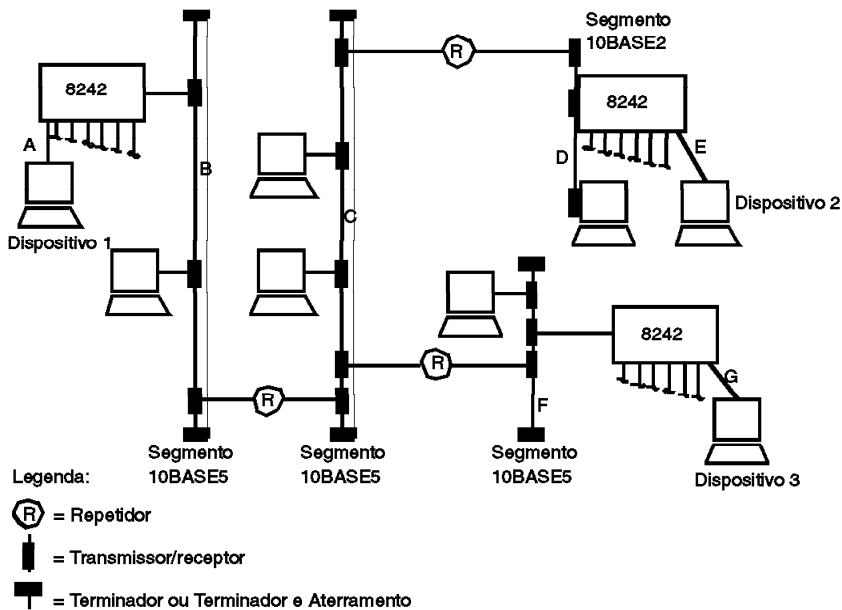 Segmento
10BASE2
8242
R
8242
A
E
B
D
Dispositivo 2
C
Dispositivo 1
8242
R
G
R
F
Segmento
10BASE5
Segmento
10BASE5
Segmento
10BASE5
Dispositivo 3
Legenda:
R = Repetidor
= Transmissor/receptor
= Terminador ou Terminador e Aterramento